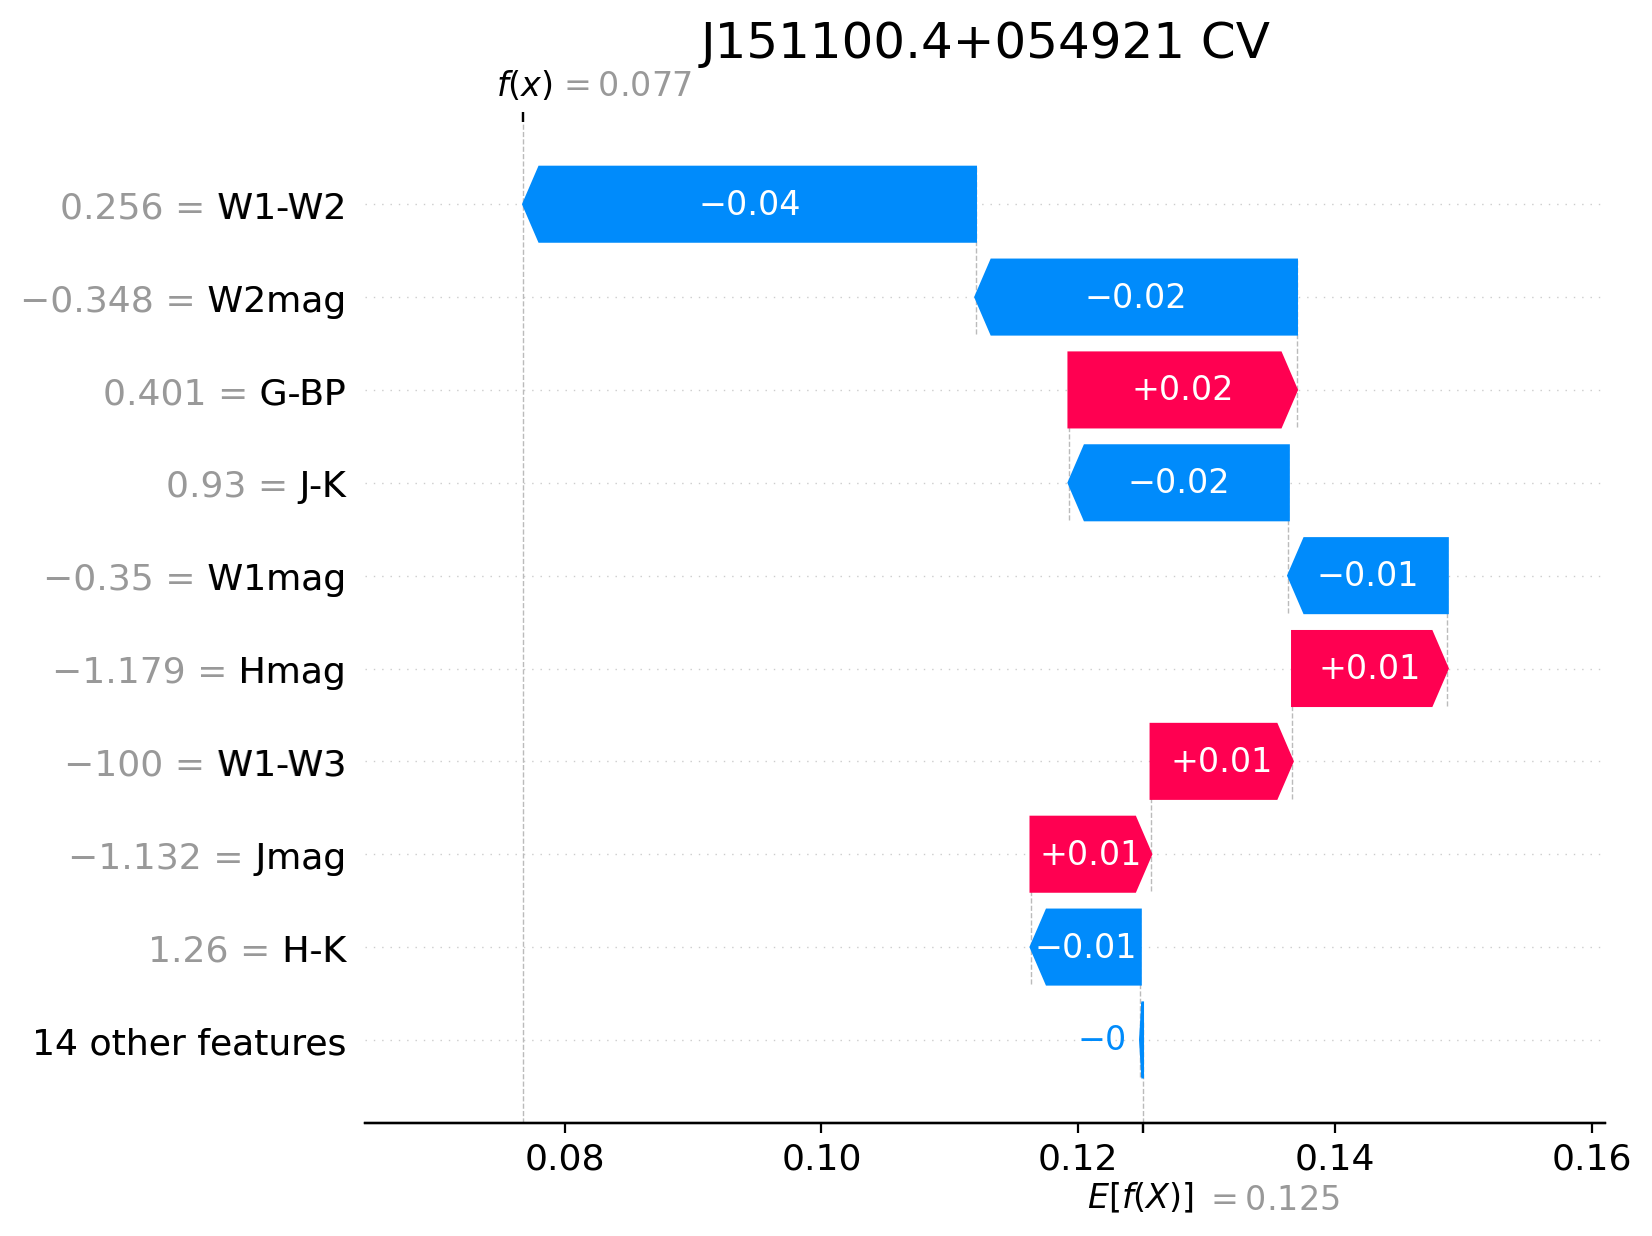 J151100.4+054921 CV
f(x) = 0.077
0.256 = W1-W2
−0.04
−0.348 = W2mag
−0.02
0.401 = G-BP
+0.02
0.93 = J-K
−0.02
−0.35 = W1mag
−0.01
−1.179 = Hmag
+0.01
−100 = W1-W3
+0.01
−1.132 = Jmag
+0.01
1.26 = H-K
−0.01
14 other features
−0
0.08 0.10 0.12 0.14 0.16
E[f(X)] = 0.125